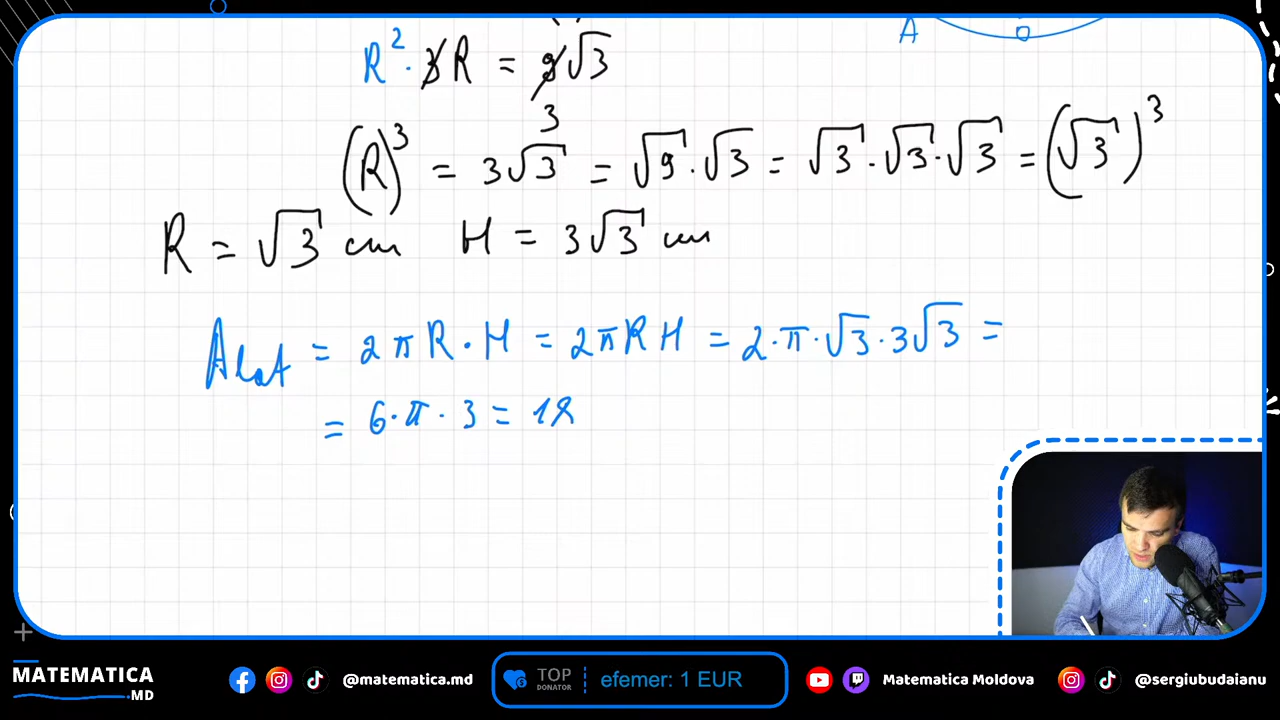 A
R² · 3R = 9√3
3
(R)³ = 3√3 = √9 · √3 = √3 · √3 · √3 = (√3)³
R = √3 cm H = 3√3 cm
Alat = 2πR · H = 2πRH = 2 · π · √3 · 3√3 =
= 6 · π · 3 = 18
MATEMATICA
.MD
@matematica.md
TOP
DONATOR
efemer: 1 EUR
Matematica Moldova
@sergiubudaianu